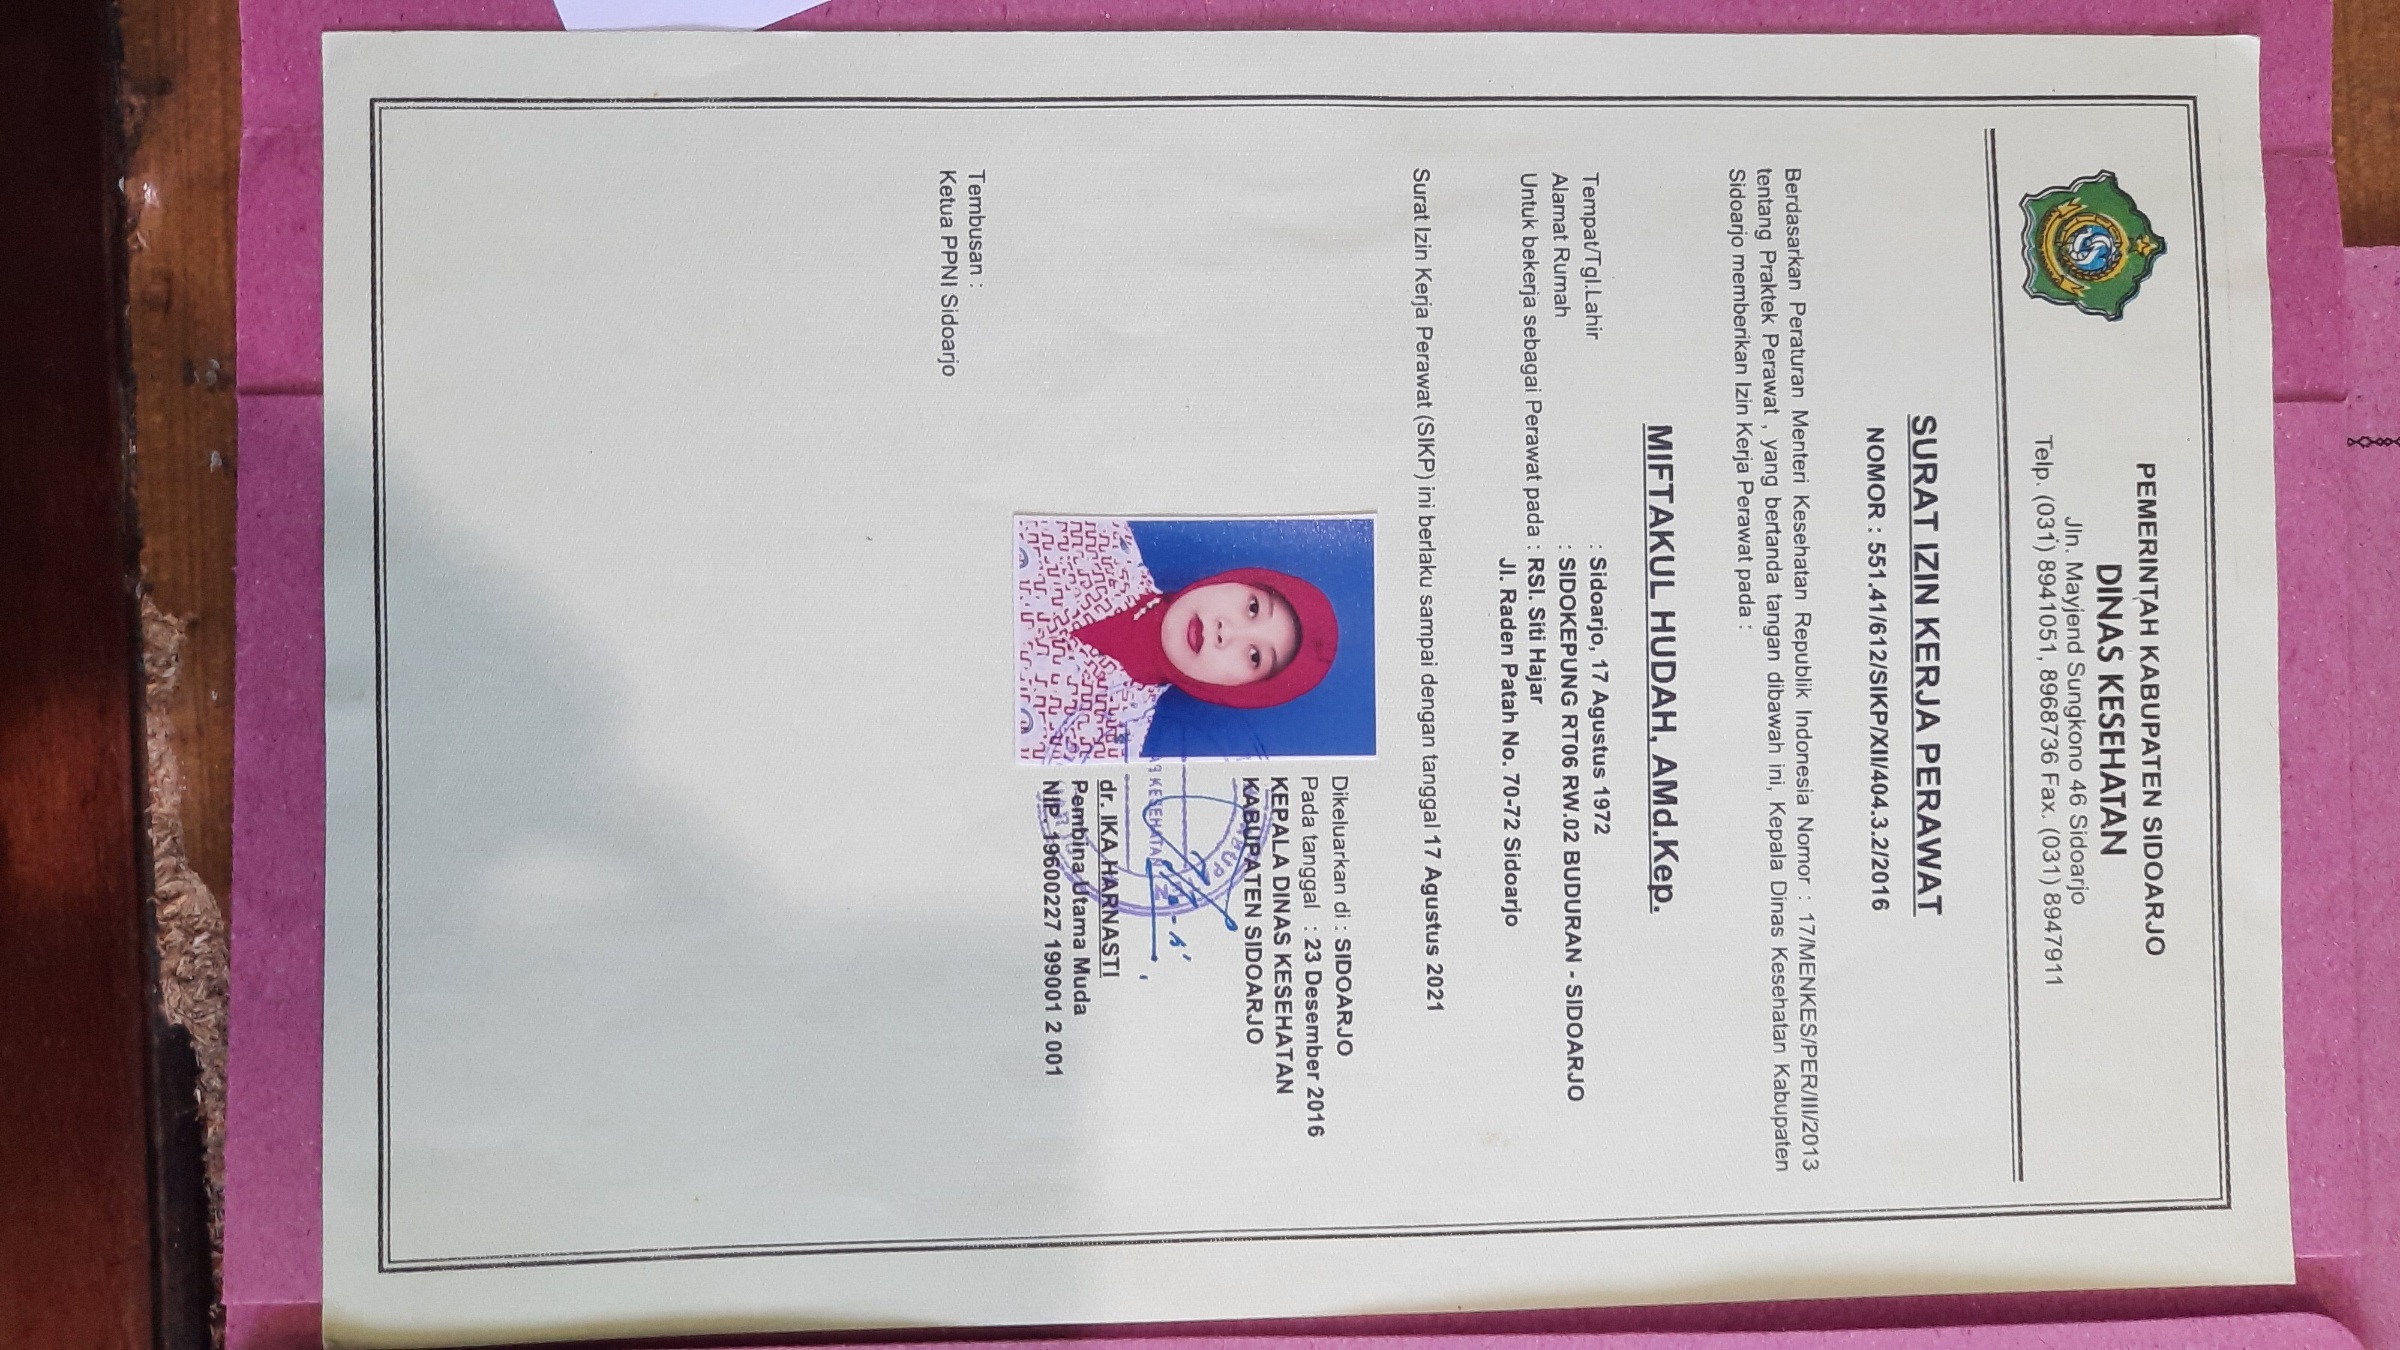 PEMERINTAH KABUPATEN SIDOARJO
DINAS KESEHATAN
Jln. Mayjend Sungkono 46 Sidoarjo
Telp. (031) 8941051, 8968736 Fax. (031) 8947911
SURAT IZIN KERJA PERAWAT
NOMOR : 551.41/612/SIKP/XII/404.3.2/2016
Berdasarkan Peraturan Menteri Kesehatan Republik Indonesia Nomor : 17/MENKES/PER/III/2013
tentang Praktek Perawat , yang bertanda tangan dibawah ini, Kepala Dinas Kesehatan Kabupaten
Sidoarjo memberikan Izin Kerja Perawat pada :
MIFTAKUL HUDAH, AMd.Kep.
Tempat/Tgl.Lahir : Sidoarjo, 17 Agustus 1972
Alamat Rumah : SIDOKEPUNG RT06 RW.02 BUDURAN - SIDOARJO
Untuk bekerja sebagai Perawat pada : RSI. Siti Hajar
Jl. Raden Patah No. 70-72 Sidoarjo
Surat Izin Kerja Perawat (SIKP) ini berlaku sampai dengan tanggal 17 Agustus 2021
Dikeluarkan di : SIDOARJO
Pada tanggal : 23 Desember 2016
KEPALA DINAS KESEHATAN
KABUPATEN SIDOARJO
KESEHATAN
dr. IKA HARNASTI
Pembina Utama Muda
NIP. 19600227 199001 2 001
Tembusan :
Ketua PPNI Sidoarjo